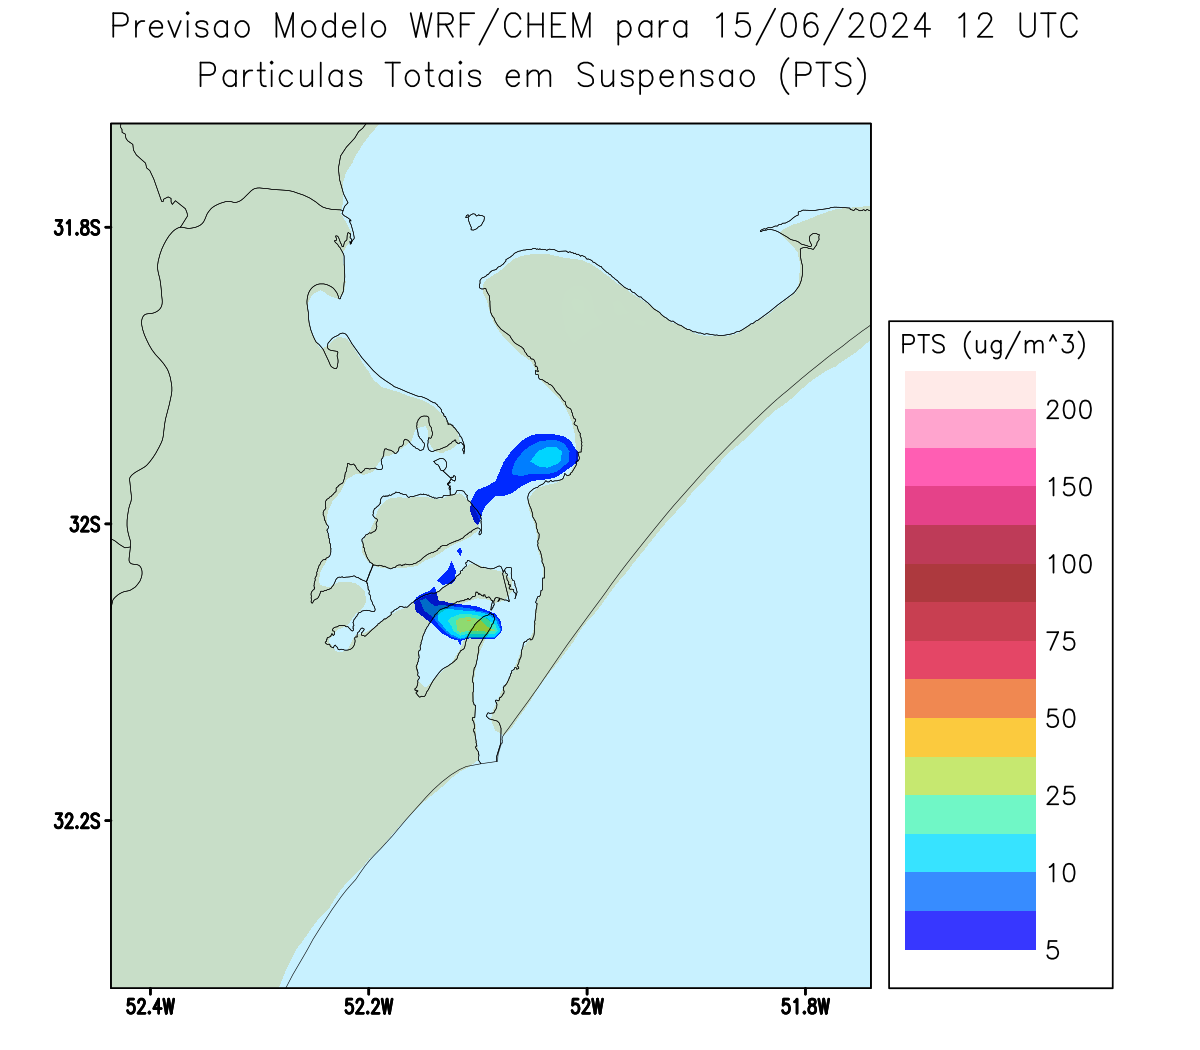 Previsao Modelo WRF/CHEM para 15/06/2024 12 UTC
Particulas Totais em Suspensao (PTS)
31.8S
32S
32.2S
52.4W
52.2W
52W
51.8W
PTS (ug/m^3)
200
150
100
75
50
25
10
5